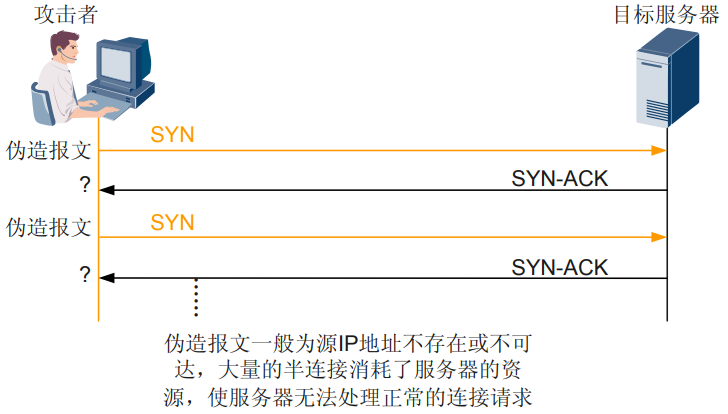 攻击者
目标服务器
SYN
伪造报文
SYN-ACK
?
SYN
伪造报文
SYN-ACK
?
伪造报文一般为源IP地址不存在或不可
达，大量的半连接消耗了服务器的资
源，使服务器无法处理正常的连接请求